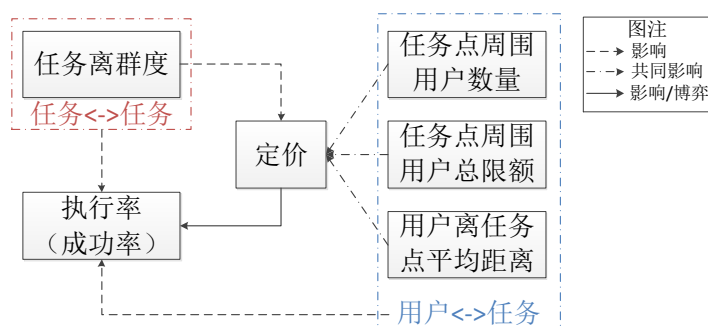 任务离群度
任务<->任务
定价
执行率
（成功率）
任务点周围
用户数量
任务点周围
用户总限额
用户离任务
点平均距离
用户<->任务
图注
影响
共同影响
影响/博弈